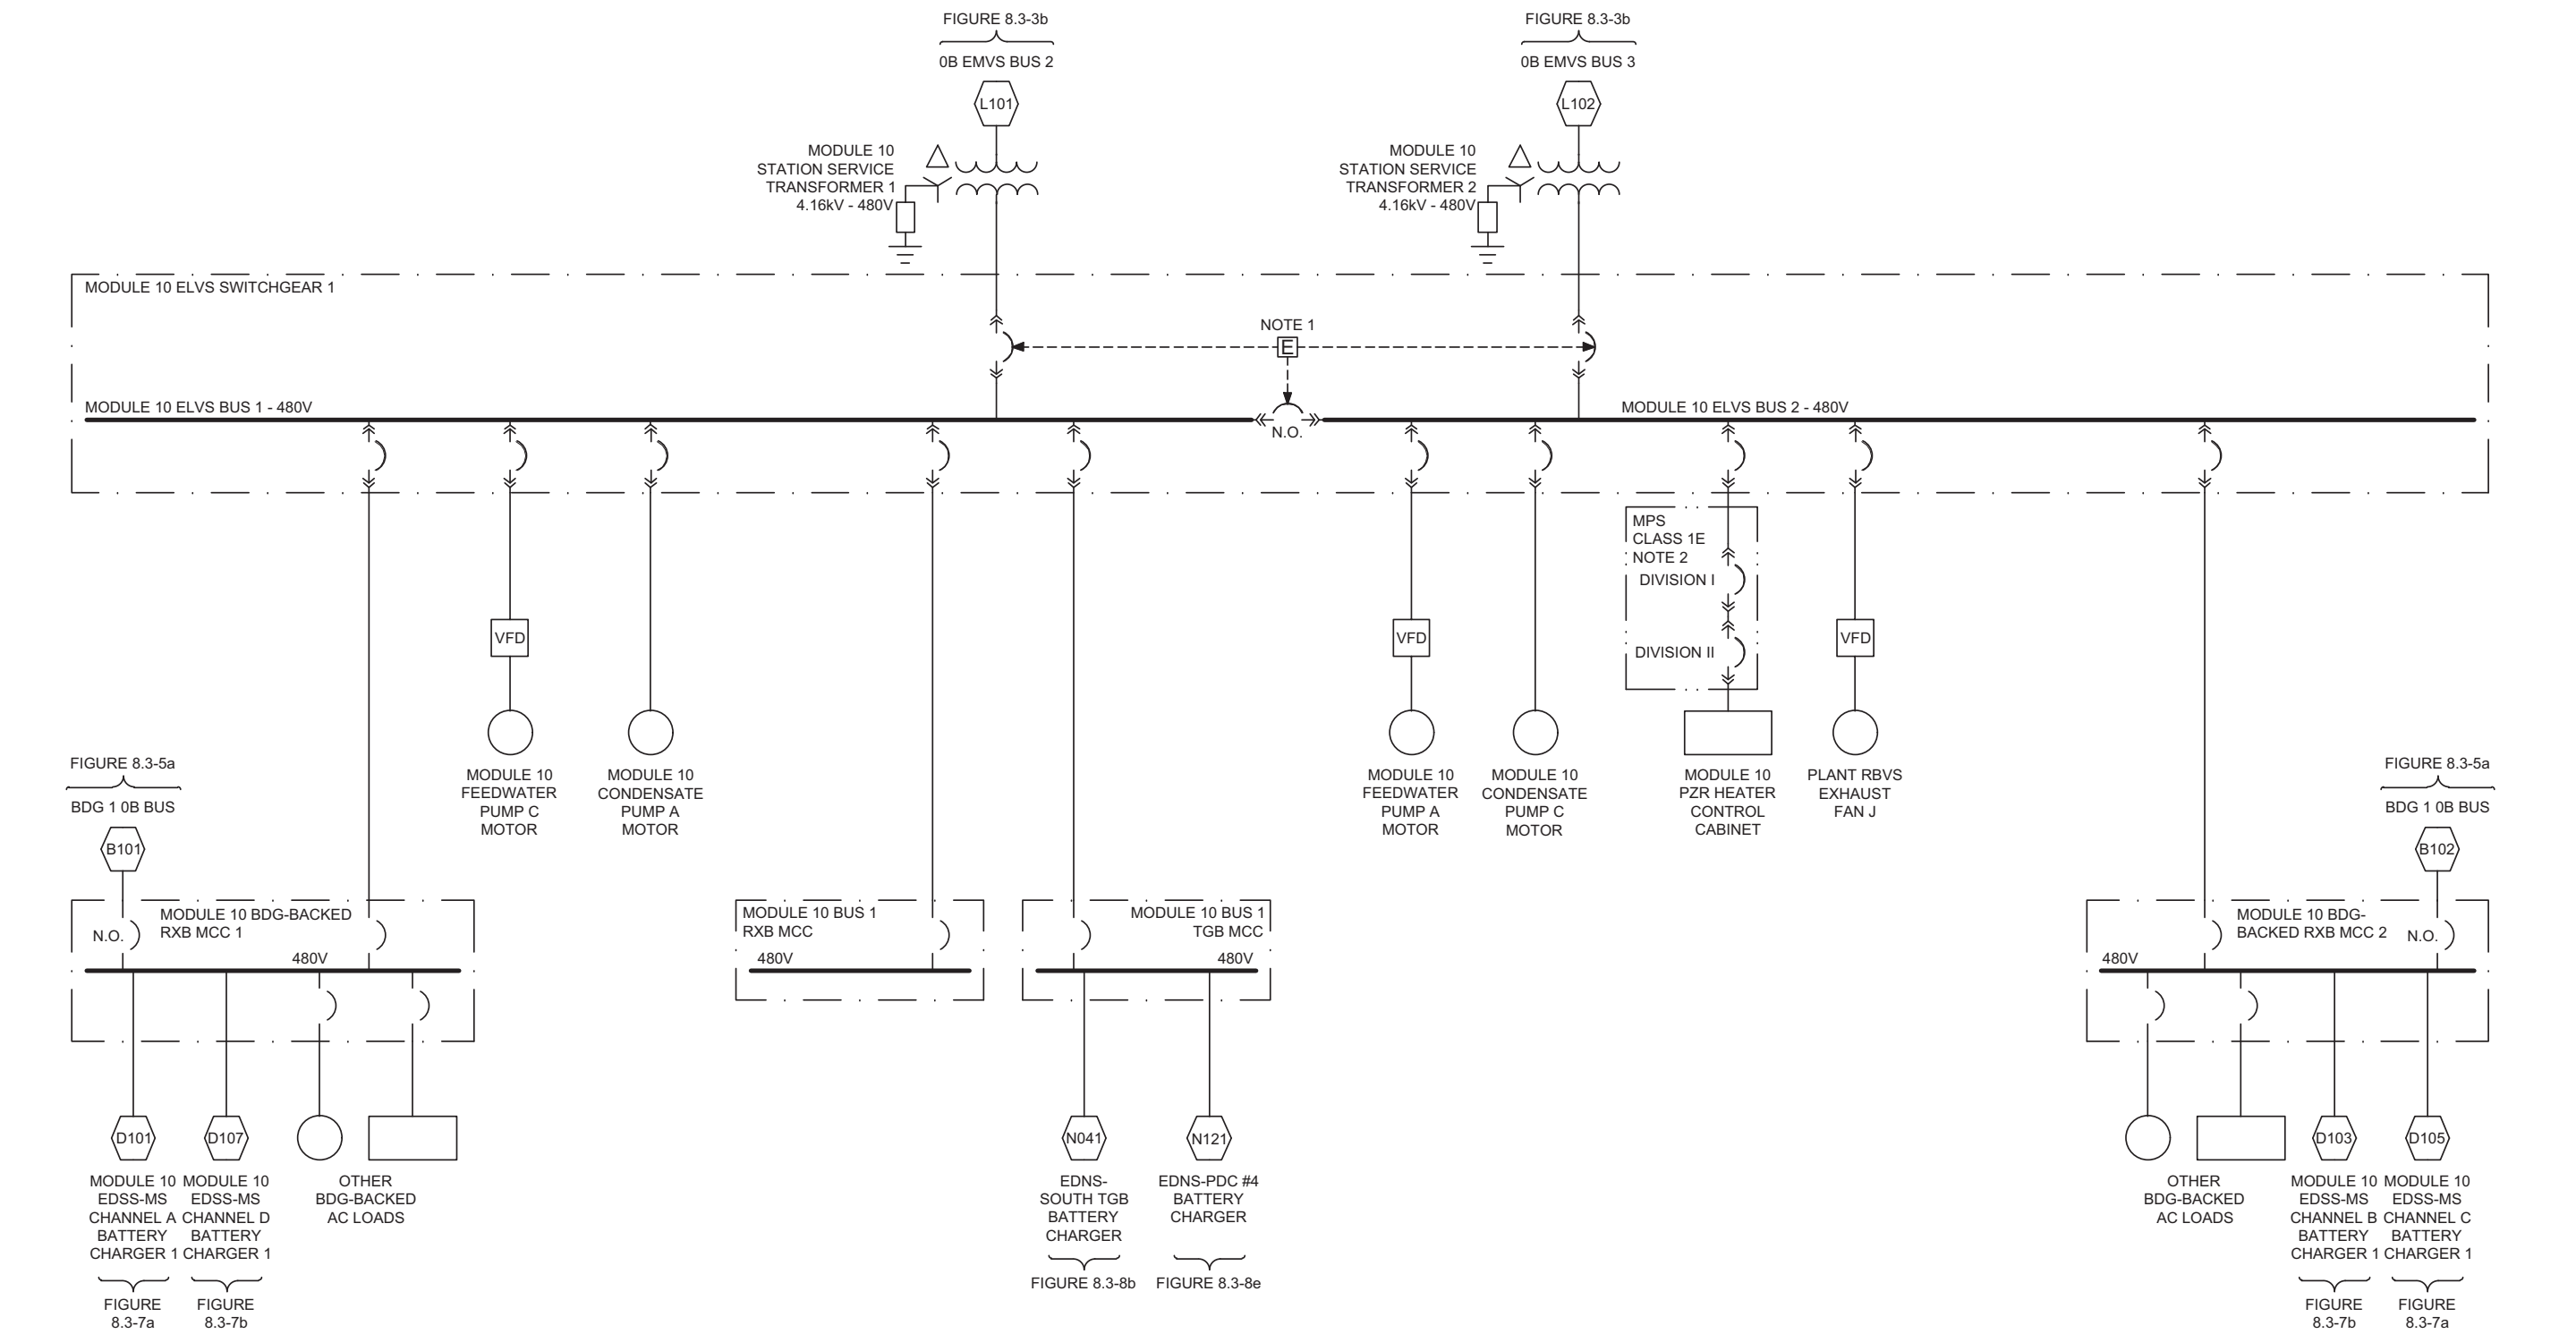 FIGURE 8.3-3b
0B EMVS BUS 2
L101
MODULE 10
STATION SERVICE
TRANSFORMER 1
4.16kV - 480V
FIGURE 8.3-3b
0B EMVS BUS 3
L102
MODULE 10
STATION SERVICE
TRANSFORMER 2
4.16kV - 480V
MODULE 10 ELVS SWITCHGEAR 1
NOTE 1
E
MODULE 10 ELVS BUS 1 - 480V
N.O.
MODULE 10 ELVS BUS 2 - 480V
MPS
CLASS 1E
NOTE 2
DIVISION I
DIVISION II
VFD
VFD
VFD
MODULE 10
FEEDWATER
PUMP C
MOTOR
MODULE 10
CONDENSATE
PUMP A
MOTOR
MODULE 10
FEEDWATER
PUMP A
MOTOR
MODULE 10
CONDENSATE
PUMP C
MOTOR
MODULE 10
PZR HEATER
CONTROL
CABINET
PLANT RBVS
EXHAUST
FAN J
FIGURE 8.3-5a
BDG 1 0B BUS
B101
FIGURE 8.3-5a
BDG 1 0B BUS
B102
MODULE 10 BDG-BACKED
RXB MCC 1
N.O.
480V
MODULE 10 BUS 1
RXB MCC
480V
MODULE 10 BUS 1
TGB MCC
480V
MODULE 10 BDG-
BACKED RXB MCC 2
N.O.
480V
D101
MODULE 10
EDSS-MS
CHANNEL A
BATTERY
CHARGER 1
FIGURE
8.3-7a
D107
MODULE 10
EDSS-MS
CHANNEL D
BATTERY
CHARGER 1
FIGURE
8.3-7b
OTHER
BDG-BACKED
AC LOADS
N041
EDNS-
SOUTH TGB
BATTERY
CHARGER
FIGURE 8.3-8b
N121
EDNS-PDC #4
BATTERY
CHARGER
FIGURE 8.3-8e
OTHER
BDG-BACKED
AC LOADS
D103
MODULE 10
EDSS-MS
CHANNEL B
BATTERY
CHARGER 1
FIGURE
8.3-7b
D105
MODULE 10
EDSS-MS
CHANNEL C
BATTERY
CHARGER 1
FIGURE
8.3-7a